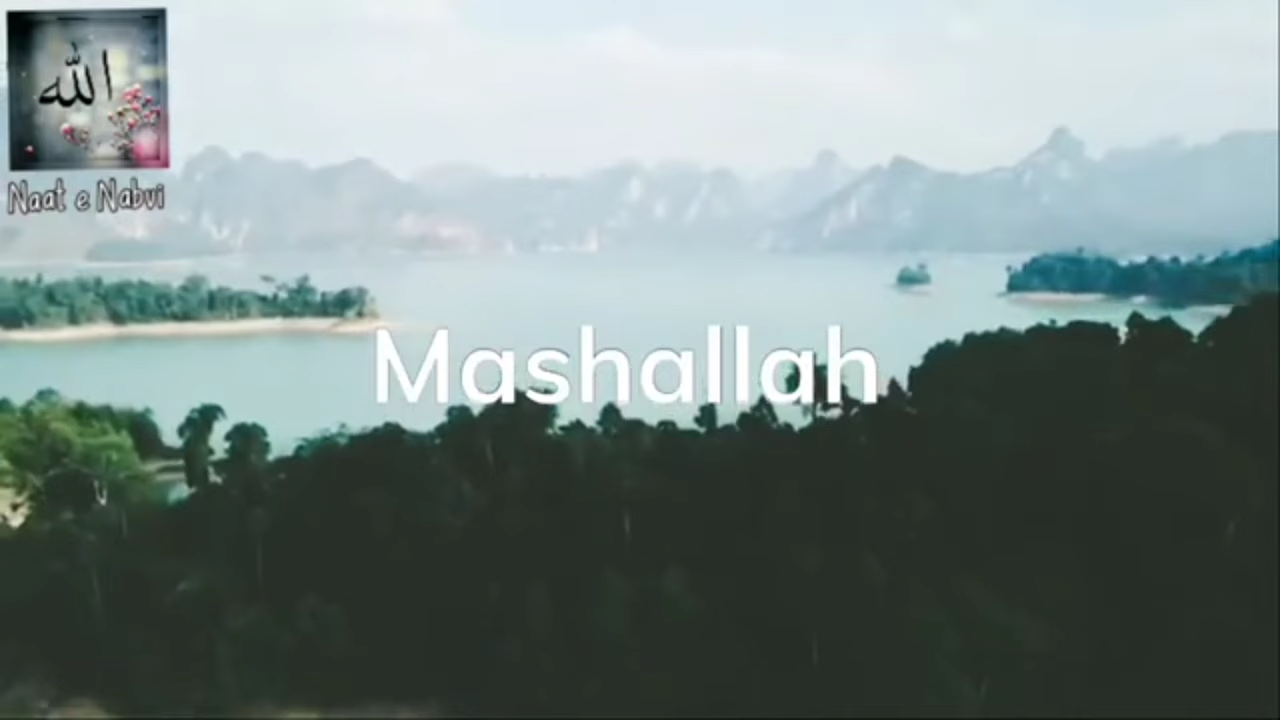 الله
Naat e Nabvi
Mashallah